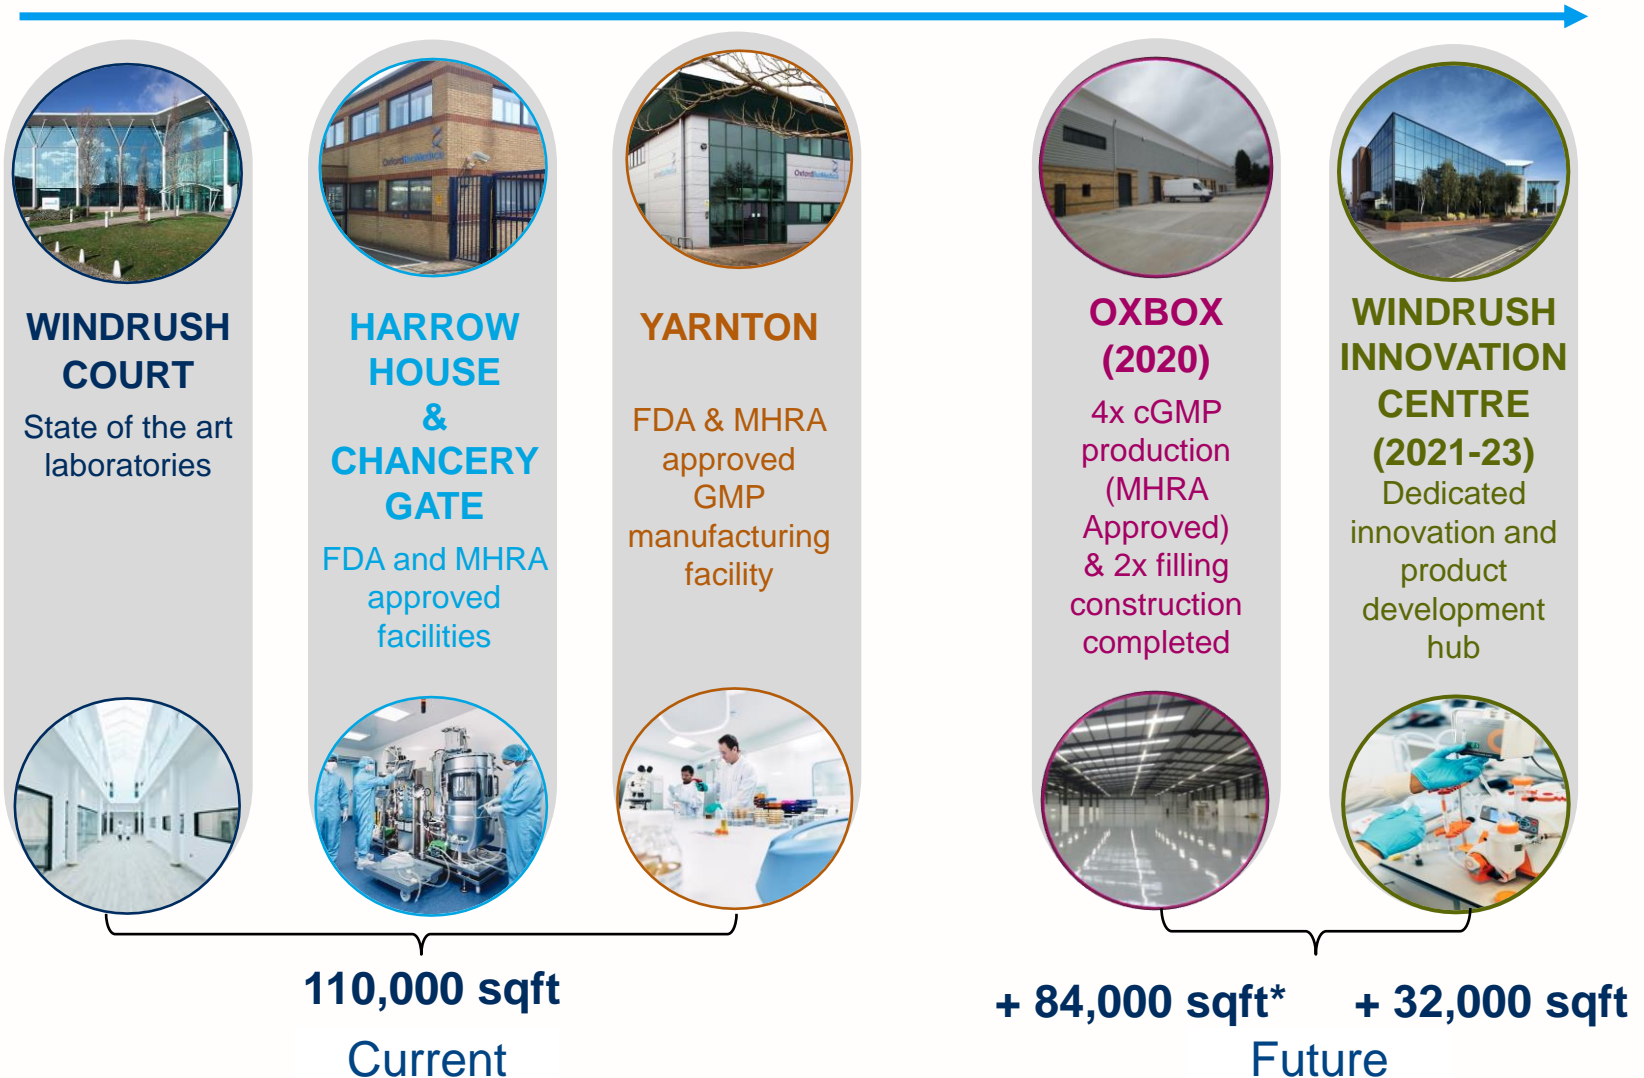 WINDRUSH
COURT
State of the art
laboratories
OxfordBioMedica
HARROW
HOUSE
&
CHANCERY
GATE
FDA and MHRA
approved
facilities
OxfordBioMedica
YARNTON
FDA & MHRA
approved
GMP
manufacturing
facility
OXBOX
(2020)
4x cGMP
production
(MHRA
Approved)
& 2x filling
construction
completed
WINDRUSH
INNOVATION
CENTRE
(2021-23)
Dedicated
innovation and
product
development
hub
110,000 sqft
Current
+ 84,000 sqft*
+ 32,000 sqft
Future